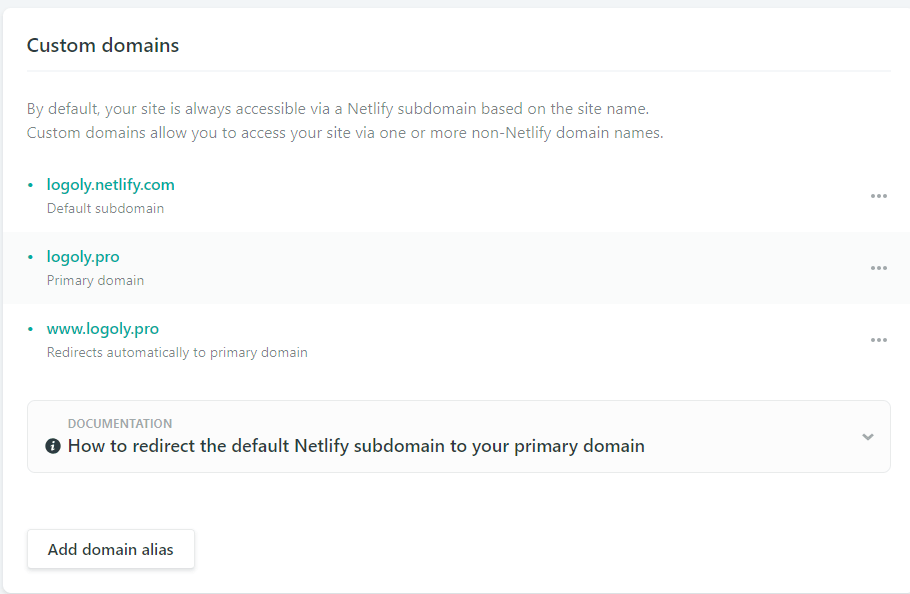 Custom domains
By default, your site is always accessible via a Netlify subdomain based on the site name.
Custom domains allow you to access your site via one or more non-Netlify domain names.
logoly.netlify.com
Default subdomain
logoly.pro
Primary domain
www.logoly.pro
Redirects automatically to primary domain
DOCUMENTATION
How to redirect the default Netlify subdomain to your primary domain
Add domain alias